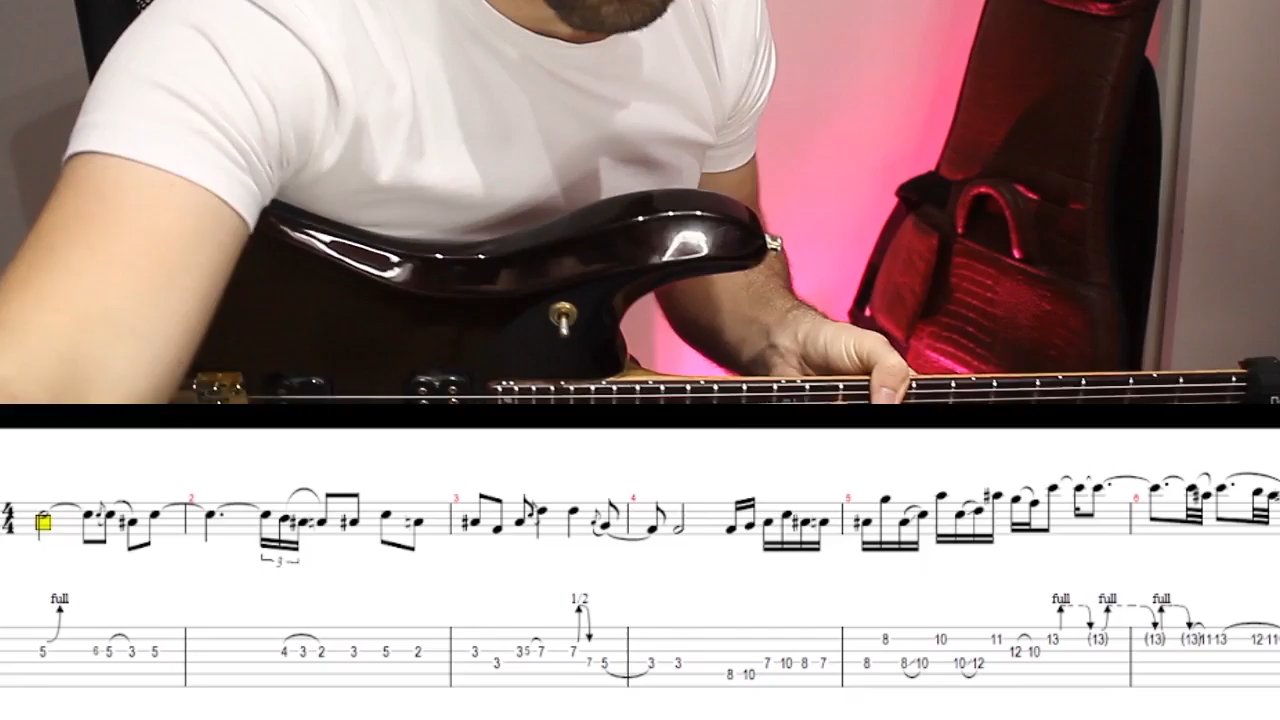 4 2 3 4 5 6
4
3
full 1/2 full full full
8 10 11 13 (13) (13) (13) 11 13 12 11
5 6 5 3 5 4 3 2 3 5 2 3 3 5 7 7 12 10
3 7 5 3 3 7 10 8 7 8 8 10 10 12
8 10